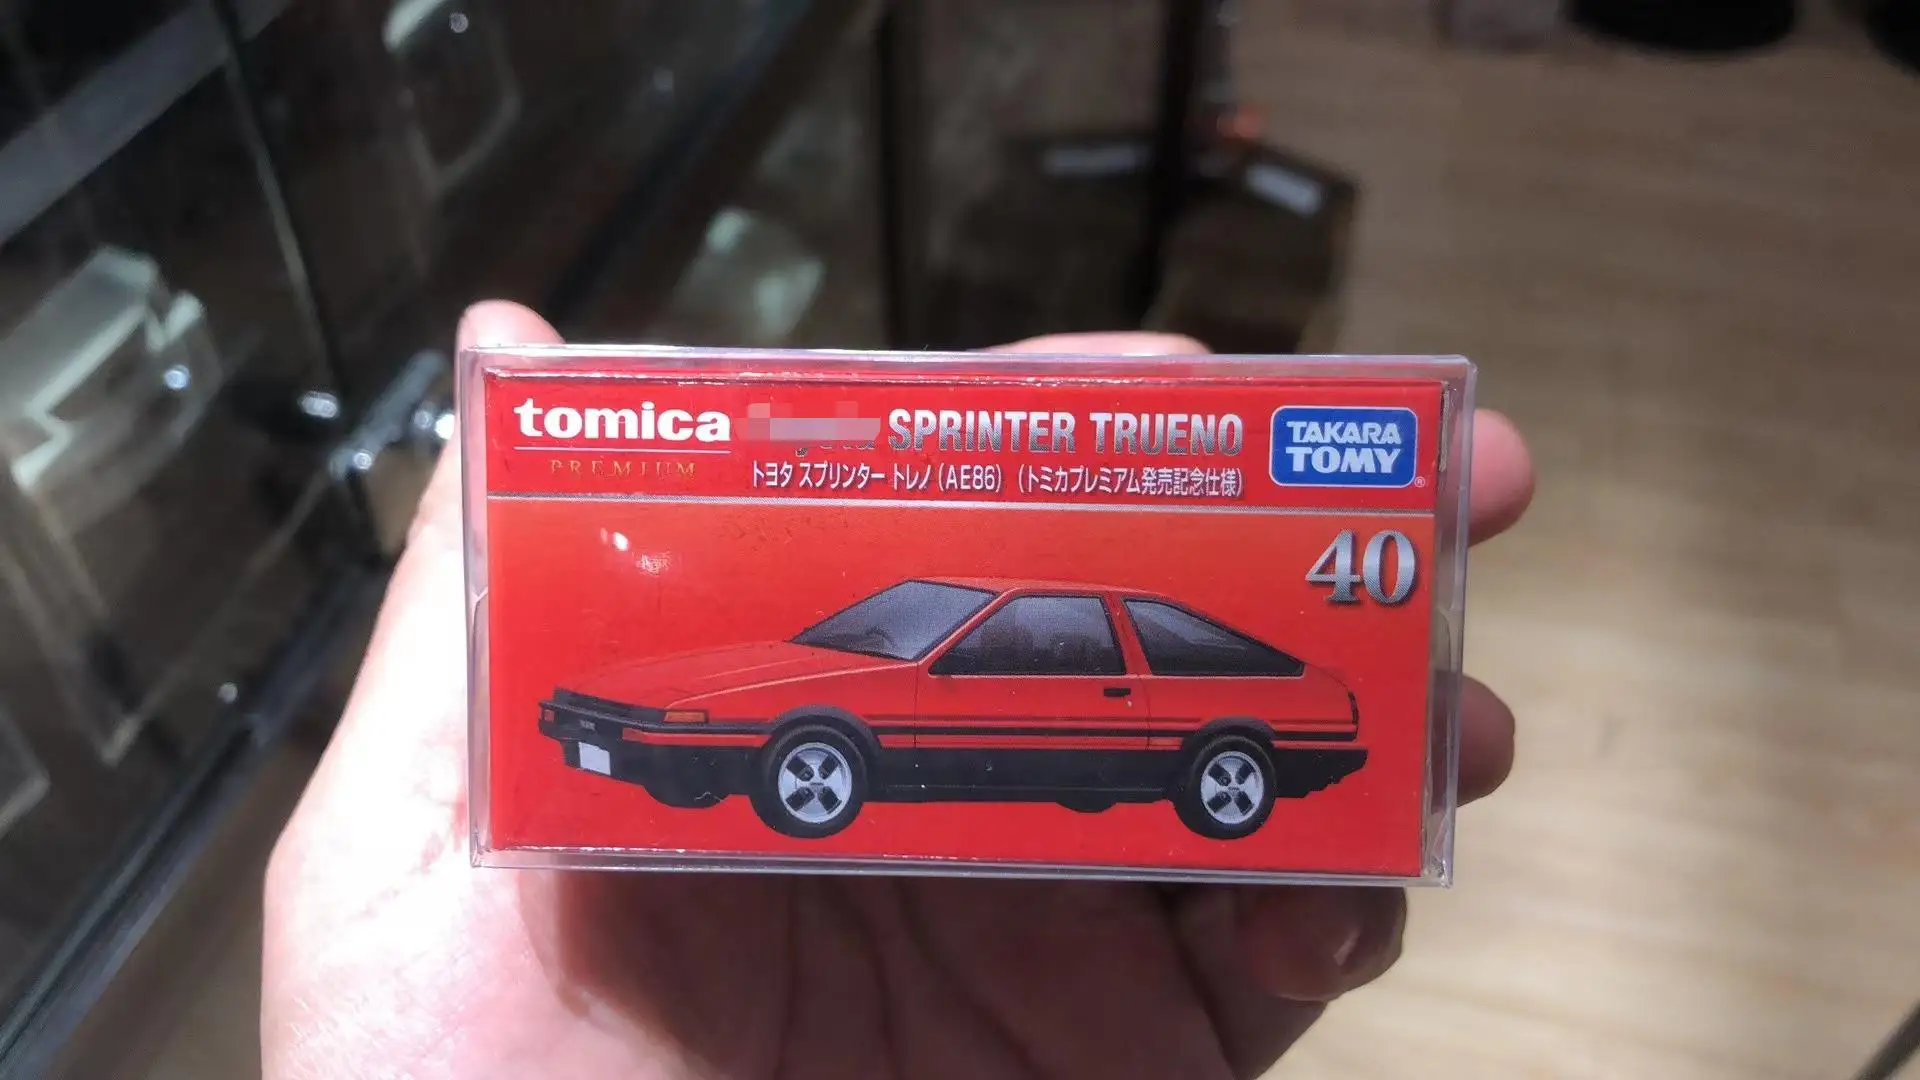 tomica
PREMIUM
SPRINTER TRUENO
トヨタ スプリンター トレノ (AE86) (トミカプレミアム発売記念仕様)
TAKARA
TOMY
®
40